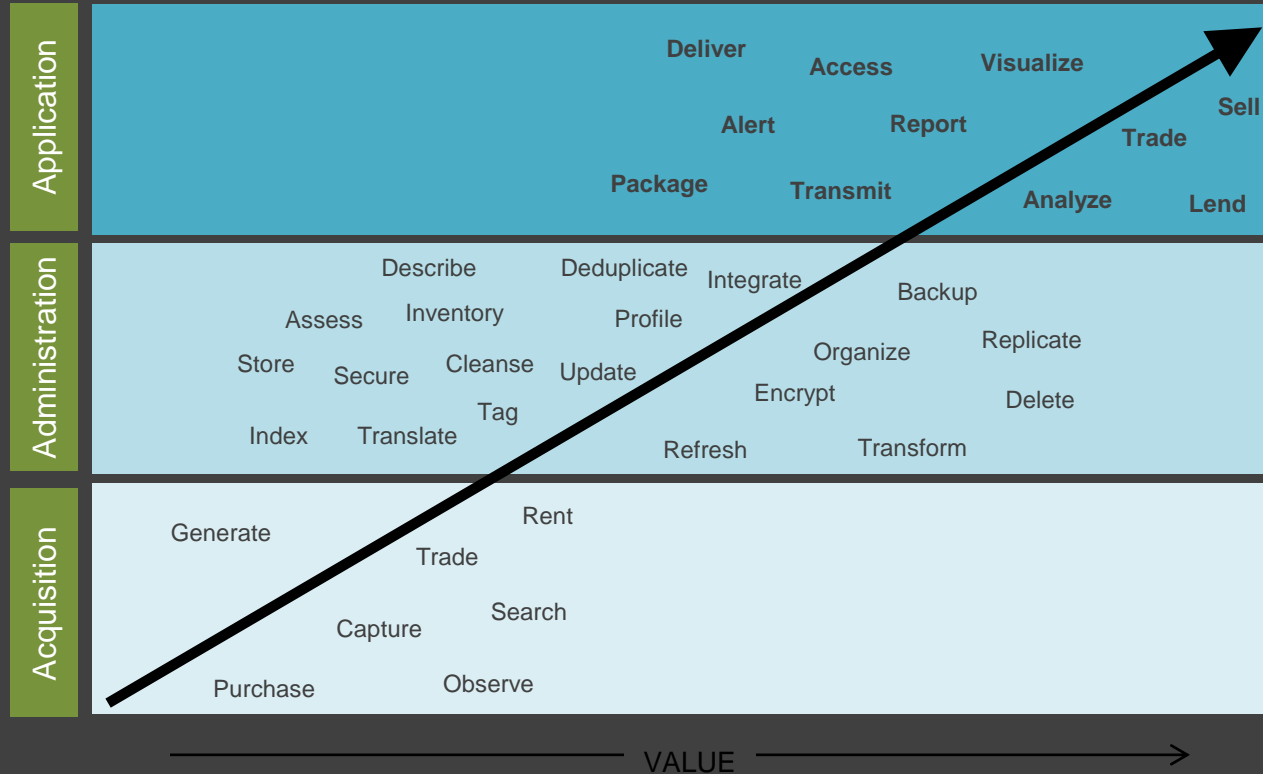 Application
Deliver
Access
Visualize
Sell
Alert
Report
Trade
Package
Transmit
Analyze
Lend
Administration
Describe
Deduplicate
Integrate
Backup
Assess
Inventory
Profile
Organize
Replicate
Store
Secure
Cleanse
Update
Encrypt
Delete
Tag
Index
Translate
Refresh
Transform
Acquisition
Generate
Rent
Trade
Capture
Search
Purchase
Observe
VALUE